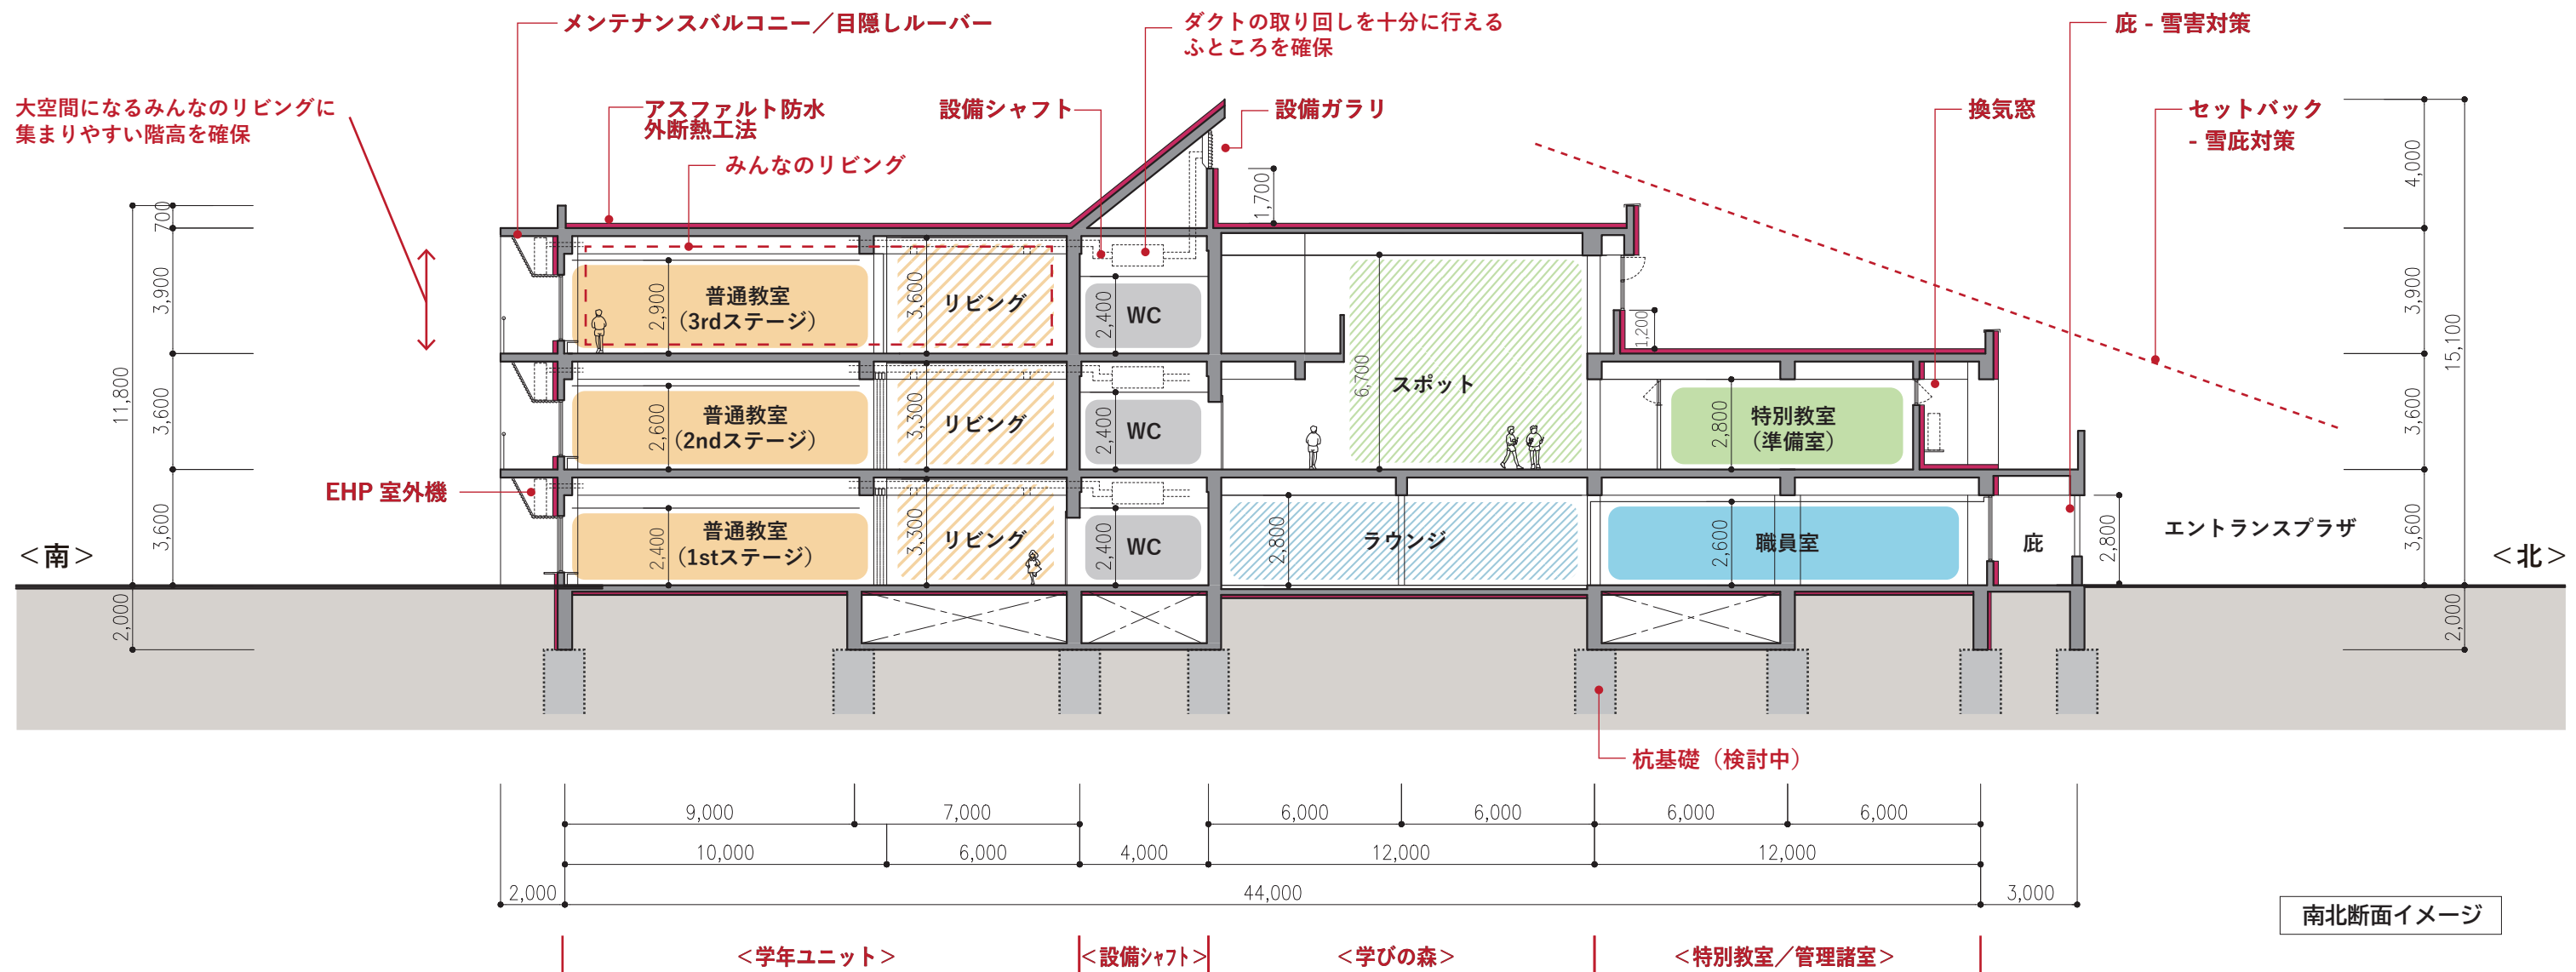 メンテナンスバルコニー／目隠しルーバー
ダクトの取り回しを十分に行える
ふところを確保
庇 - 雪害対策
大空間になるみんなのリビングに
集まりやすい階高を確保
アスファルト防水
外断熱工法
設備シャフト
設備ガラリ
換気窓
セットバック
- 雪庇対策
みんなのリビング
4,000
1,700
700
3,900
2,900
普通教室
（3rdステージ）
3,600
リビング
2,400
WC
1,200
3,900
15,100
11,800
3,600
2,600
普通教室
（2ndステージ）
3,300
リビング
2,400
WC
6,700
スポット
2,800
特別教室
（準備室）
3,600
EHP 室外機
＜南＞
3,600
2,400
普通教室
（1stステージ）
3,300
リビング
2,400
WC
2,800
ラウンジ
2,600
職員室
庇
2,800
エントランスプラザ
3,600
＜北＞
2,000
2,000
杭基礎（検討中）
9,000
7,000
6,000
6,000
6,000
6,000
10,000
6,000
4,000
12,000
12,000
2,000
44,000
3,000
南北断面イメージ
＜学年ユニット＞
＜設備シャフト＞
＜学びの森＞
＜特別教室／管理諸室＞